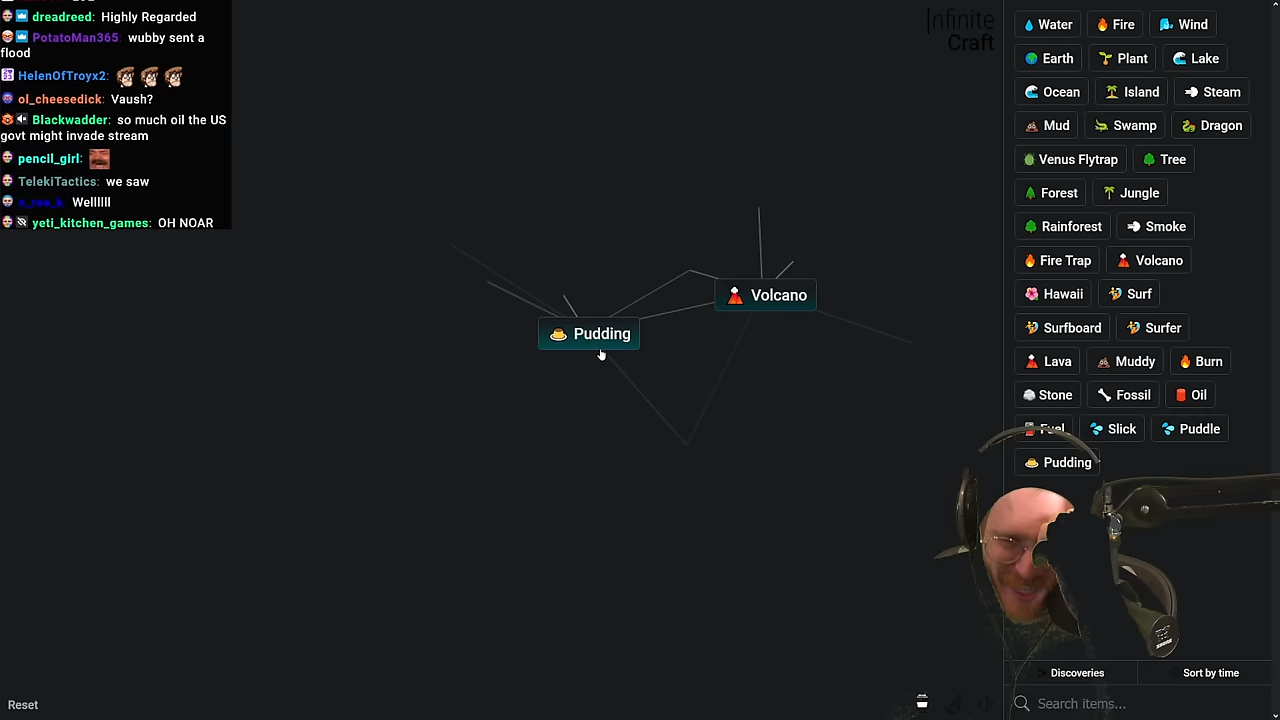 dreadreed: Highly Regarded
PotatoMan365: wubby sent a
flood
HelenOfTroyx2:
ol_cheesedick: Vaush?
Blackwadder: so much oil the US
govt might invade stream
pencil_girl:
TelekiTactics: we saw
Wellllll
yeti_kitchen_games: OH NOAR
Infinite
Craft
Volcano
Pudding
Water
Fire
Wind
Earth
Plant
Lake
Ocean
Island
Steam
Mud
Swamp
Dragon
Venus Flytrap
Tree
Forest
Jungle
Rainforest
Smoke
Fire Trap
Volcano
Hawaii
Surf
Surfboard
Surfer
Lava
Muddy
Burn
Stone
Fossil
Oil
Fuel
Slick
Puddle
Pudding
Discoveries
Sort by time
Search items...
Reset